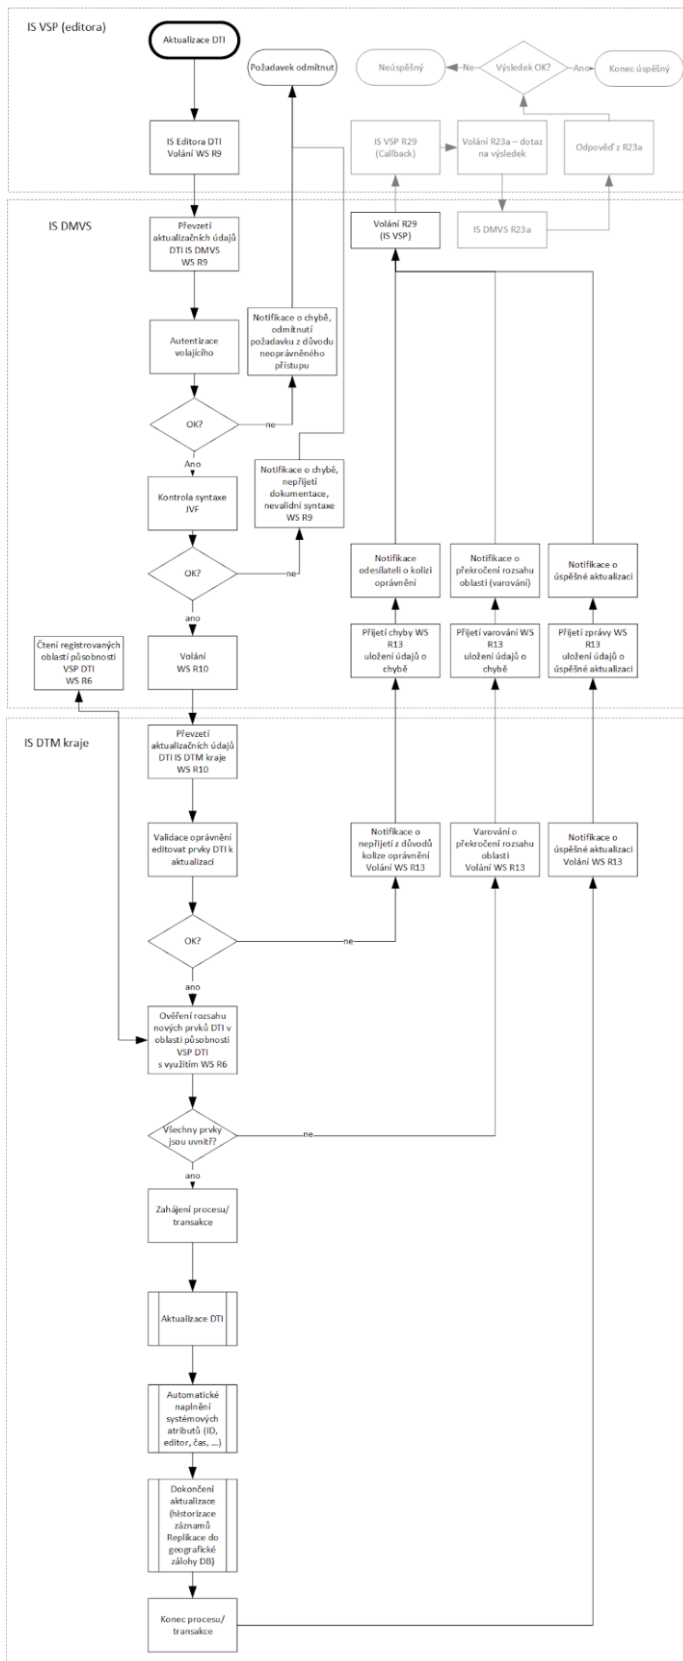 IS VSP (editora)
Aktualizace DTI
Požadavek odmítnut
Neúspěšný
Ne
Výsledek OK?
Ano
Konec úspěšný
IS Editora DTI
Volání WS R9
IS VSP R29
(Callback)
Volání R23a – dotaz
na výsledek
Odpověď z R23a
IS DMVS
Převzetí
aktualizačních údajů
DTI IS DMVS
WS R9
Volání R29
(IS VSP)
IS DMVS R23a
Autentizace
volajícího
Notifikace o chybě,
odmítnutí
požadavku z důvodu
neoprávněného
přístupu
OK?
ne
Ano
Kontrola syntaxe
JVF
Notifikace o chybě,
nepřijetí
dokumentace,
nevalidní syntaxe
WS R9
OK?
ne
ano
Notifikace
odesílateli o kolizi
oprávnění
Notifikace o
překročení rozsahu
oblasti (varování)
Notifikace o
úspěšné aktualizaci
Čtení registrovaných
oblastí působnosti
VSP DTI
WS R6
Volání
WS R10
Přijetí chyby WS
R13
uložení údajů o
chybě
Přijetí varování WS
R13
uložení údajů o
chybě
Přijetí zprávy WS
R13
uložení údajů o
úspěšné aktualizaci
IS DTM kraje
Převzetí
aktualizačních údajů
DTI IS DTM kraje
WS R10
Validace oprávnění
editovat prvky DTI k
aktualizaci
Notifikace o
nepřijetí z důvodů
kolize oprávnění
Volání WS R13
Varování o
překročení rozsahu
oblasti
Volání WS R13
Notifikace o
úspěšné aktualizaci
Volání WS R13
OK?
ne
ano
Ověření rozsahu
nových prvků DTI v
oblasti působnosti
VSP DTI
s využitím WS R6
Všechny prvky
jsou uvnitř?
ne
ano
Zahájení procesu/
transakce
Aktualizace DTI
Automatické
naplnění
systémových
atributů (ID,
editor, čas, ...)
Dokončení
aktualizace
(historizace
záznamů
Replikace do
geografické
zálohy DB)
Konec procesu/
transakce